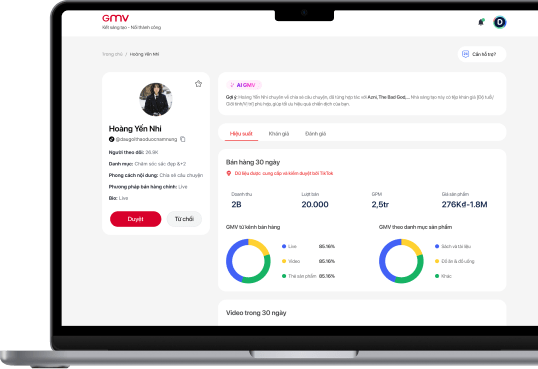 GMV
Kết sáng tạo - Nối thành công
D
Trang chủ / Hoàng Yến Nhi
Cần hỗ trợ?
Hoàng Yến Nhi
@daugoithaoduocnamnung
Người theo dõi: 26.9K
Danh mục: Chăm sóc sắc đẹp &+2
Phong cách nội dung: Chia sẻ câu chuyện
Phương pháp bán hàng chính: Live
Bio: Live
Duyệt
Từ chối
AI GMV
Gợi ý: Hoàng Yến Nhi chuyên về chia sẻ câu chuyện, đã từng hợp tác với Acni, The Bad God,... Nhà sáng tạo này có tệp khán giả [Độ tuổi/
Giới tính/Vị trí] phù hợp, giúp tối ưu hiệu quả chiến dịch của bạn.
Hiệu suất
Khán giả
Đánh giá
Bán hàng 30 ngày
Dữ liệu được cung cấp và kiểm duyệt bởi TikTok
Doanh thu
Lượt bán
GPM
Giá sản phẩm
2B
20.000
2,5tr
276K₫-1.8M
GMV từ kênh bán hàng
GMV theo danh mục sản phẩm
Live 85.16%
Video 85.16%
Thẻ sản phẩm 85.16%
Sách và tài liệu
Đồ ăn & đồ uống
Khác
Video trong 30 ngày